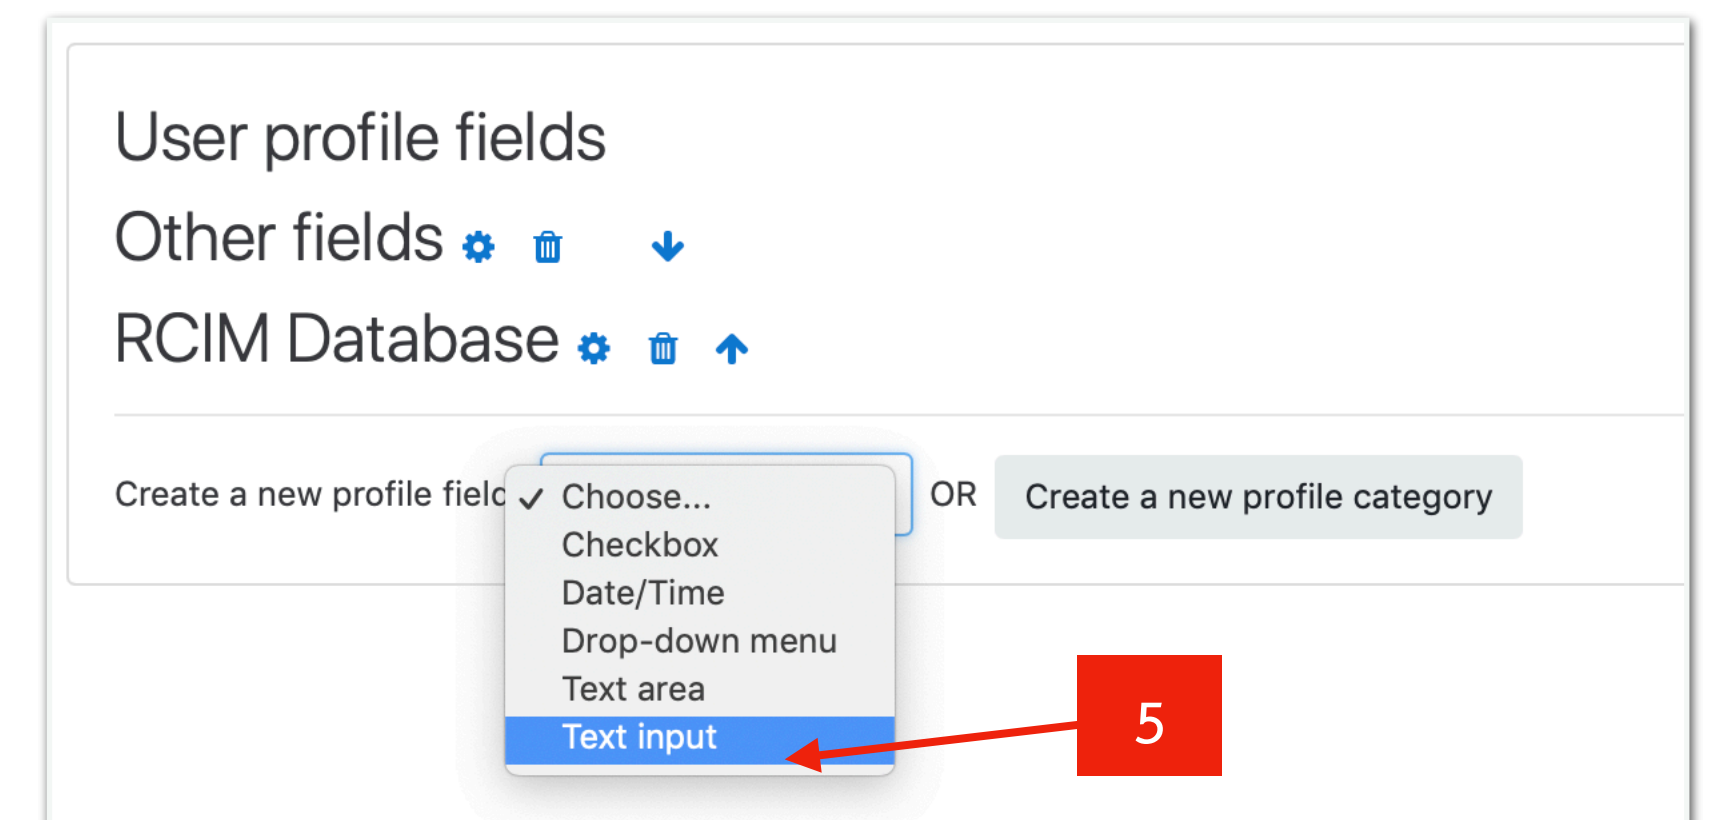 User profile fields
Other fields
RCIM Database
Create a new profile field
OR
Create a new profile category
Choose...
Checkbox
Date/Time
Drop-down menu
Text area
Text input
5